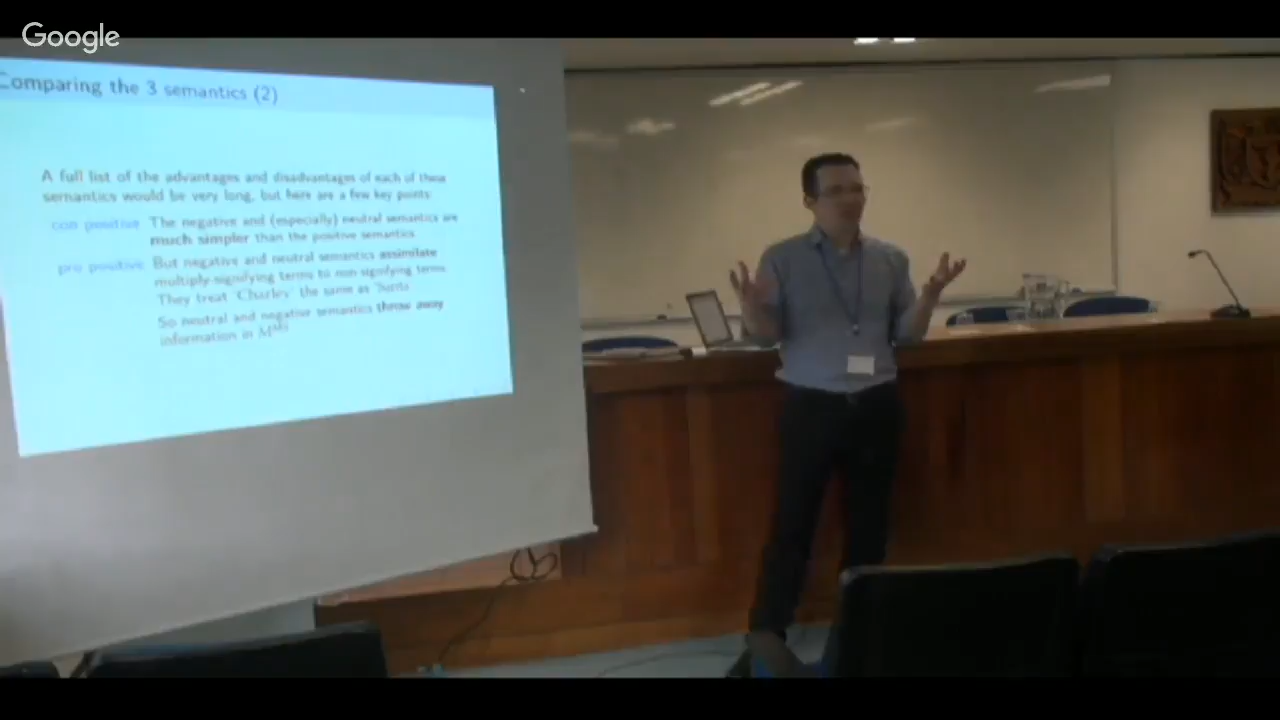 Google
Comparing the 3 semantics (2)
A full list of the advantages and disadvantages of each of these
semantics would be very long, but here are a few key points:
con positive The negative and (especially) neutral semantics are
much simpler than the positive semantics
pro positive But negative and neutral semantics assimilate
multiply-signifying terms to non-signifying terms
They treat 'Charley' the same as
So neutral and negative semantics throw away
information in